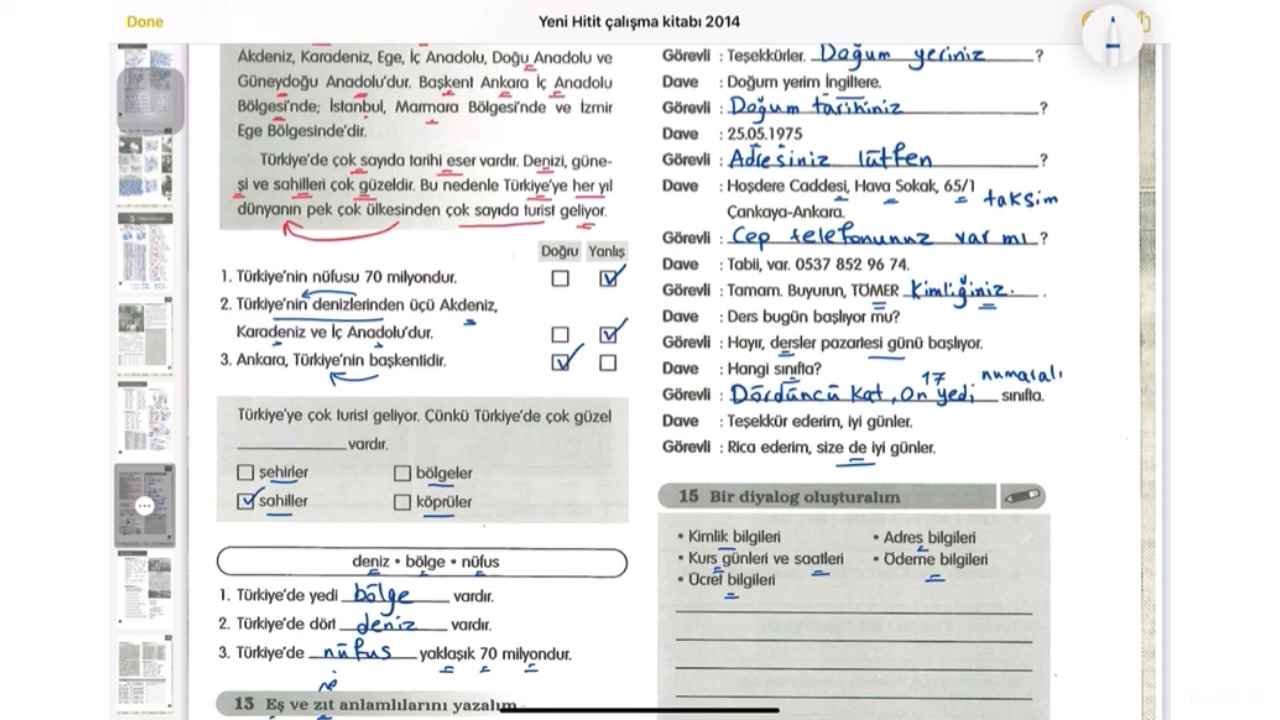 Done
Yeni Hitit çalışma kitabı 2014
Akdeniz, Karadeniz, Ege, İç Anadolu, Doğu Anadolu ve
Güneydoğu Anadolu'dur. Başkent Ankara İç Anadolu
Bölgesi'nde; İstanbul, Marmara Bölgesi'nde ve İzmir
Ege Bölgesinde'dir.
Türkiye'de çok sayıda tarihi eser vardır. Denizi, güne-
şi ve sahilleri çok güzeldir. Bu nedenle Türkiye'ye her yıl
dünyanın pek çok ülkesinden çok sayıda turist geliyor.
Doğru Yanlış
1. Türkiye'nin nüfusu 70 milyondur.
2. Türkiye'nin denizlerinden üçü Akdeniz,
Karadeniz ve İç Anadolu'dur.
3. Ankara, Türkiye'nin başkentidir.
Türkiye'ye çok turist geliyor. Çünkü Türkiye'de çok güzel
vardır.
şehirler bölgeler
sahiller köprüler
deniz • bölge • nüfus
1. Türkiye'de yedi bölge vardır.
2. Türkiye'de dört deniz vardır.
3. Türkiye'de nüfus yaklaşık 70 milyondur.
ne
13 Eş ve zıt anlamlılarını yazalım
Görevli : Teşekkürler. Doğum yeriniz ?
Dave : Doğum yerim İngiltere.
Görevli : Doğum tarihiniz ?
Dave : 25.05.1975
Görevli : Adresiniz lütfen ?
Dave : Hoşdere Caddesi, Hava Sokak, 65/1 taksim
Çankaya-Ankara.
Görevli : Cep telefonunuz var mı ?
Dave : Tabii, var. 0537 852 96 74.
Görevli : Tamam. Buyurun, TÖMER kimliğiniz.
Dave : Ders bugün başlıyor mu?
Görevli : Hayır, dersler pazartesi günü başlıyor.
Dave : Hangi sınıfta?
17 numaralı
Görevli : Dördüncü kat, on yedi sınıfta.
Dave : Teşekkür ederim, iyi günler.
Görevli : Rica ederim, size de iyi günler.
15 Bir diyalog oluşturalım
• Kimlik bilgileri • Adres bilgileri
• Kurs günleri ve saatleri • Ödeme bilgileri
• Ücret bilgileri